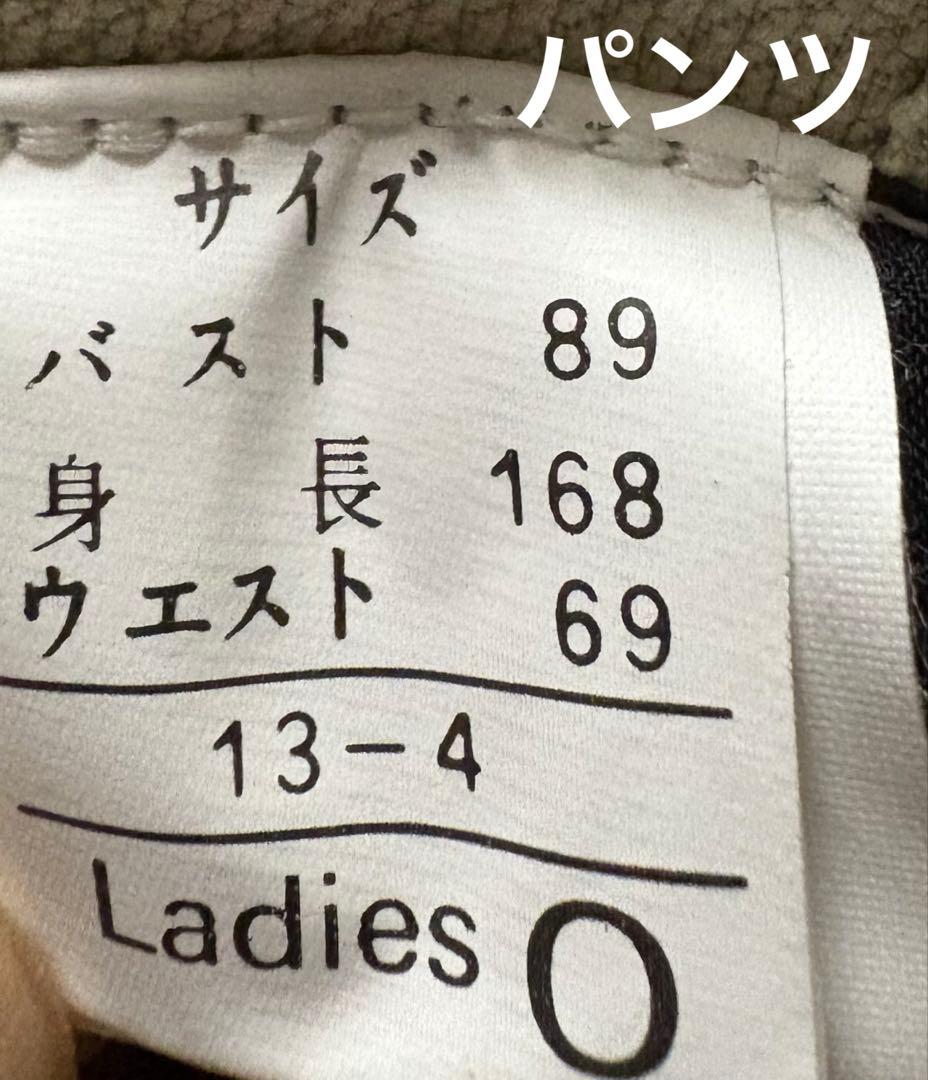 パンツ
サイズ
バスト 89
身長 168
ウエスト 69
13-4
Ladies O